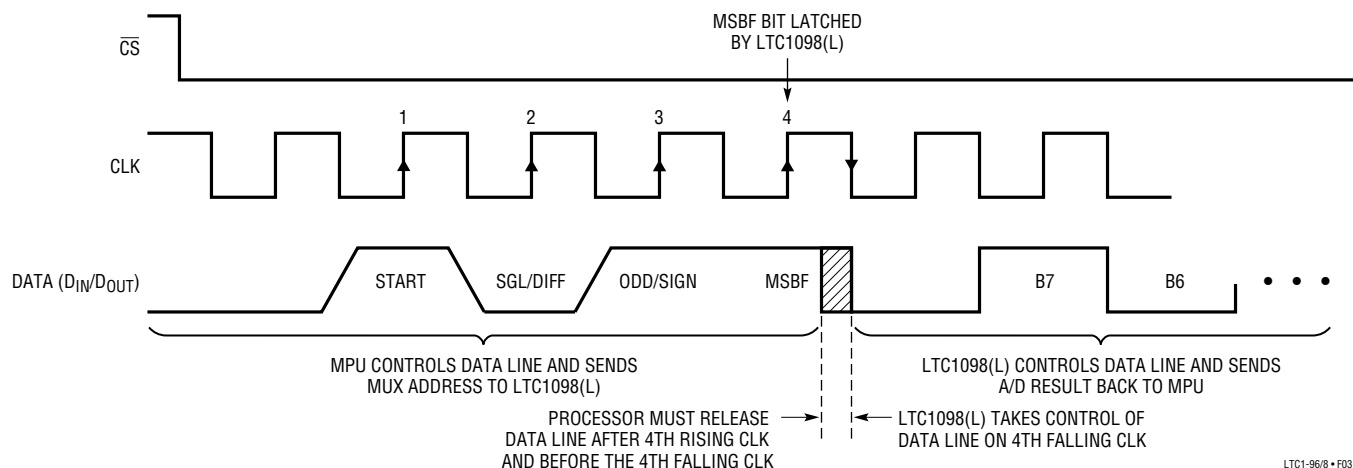 MSBF BIT LATCHED
BY LTC1098(L)
CS
1 2 3 4
CLK
DATA (DIN/DOUT)
START SGL/DIFF ODD/SIGN MSBF B7 B6 • • •
MPU CONTROLS DATA LINE AND SENDS
MUX ADDRESS TO LTC1098(L)
LTC1098(L) CONTROLS DATA LINE AND SENDS
A/D RESULT BACK TO MPU
PROCESSOR MUST RELEASE
DATA LINE AFTER 4TH RISING CLK
AND BEFORE THE 4TH FALLING CLK
LTC1098(L) TAKES CONTROL OF
DATA LINE ON 4TH FALLING CLK
LTC1-96/8 • F03